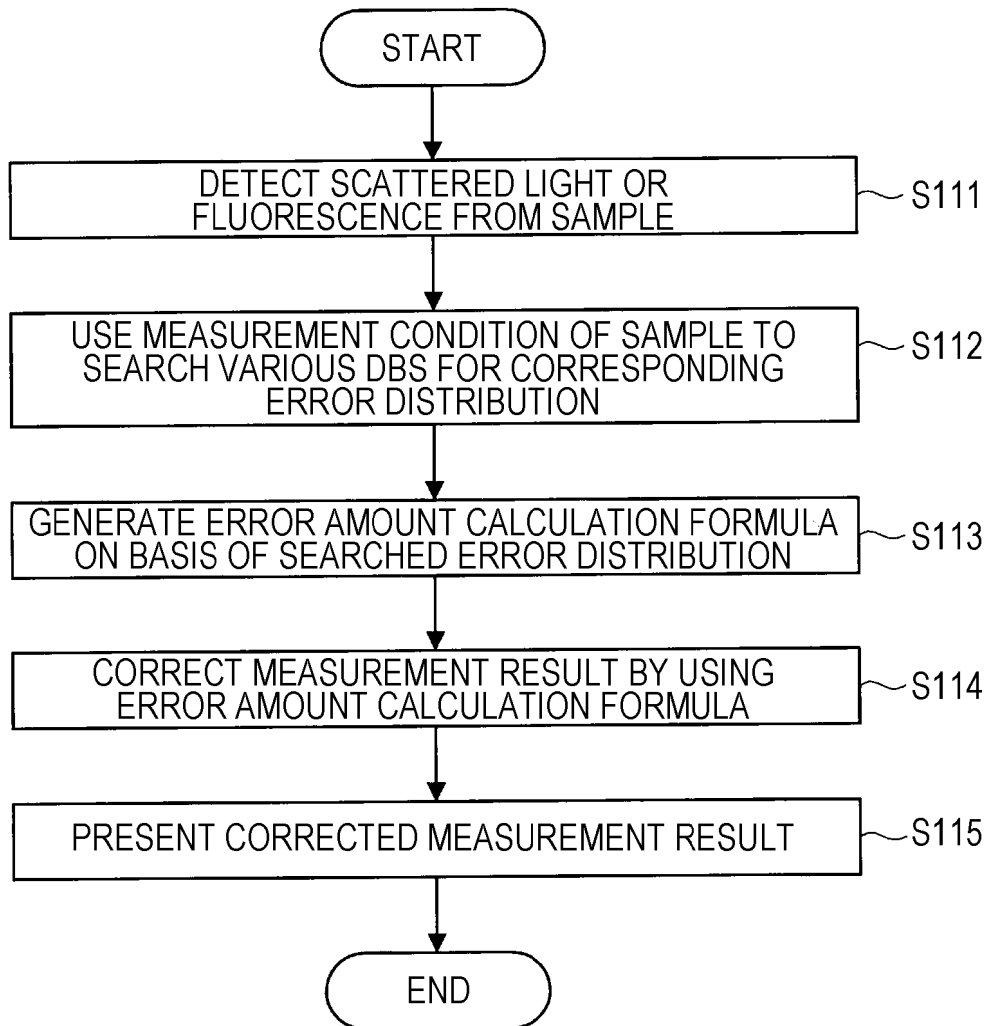 START
DETECT SCATTERED LIGHT OR
FLUORESCENCE FROM SAMPLE
S111
USE MEASUREMENT CONDITION OF SAMPLE TO
SEARCH VARIOUS DBS FOR CORRESPONDING
ERROR DISTRIBUTION
S112
GENERATE ERROR AMOUNT CALCULATION FORMULA
ON BASIS OF SEARCHED ERROR DISTRIBUTION
S113
CORRECT MEASUREMENT RESULT BY USING
ERROR AMOUNT CALCULATION FORMULA
S114
PRESENT CORRECTED MEASUREMENT RESULT
S115
END